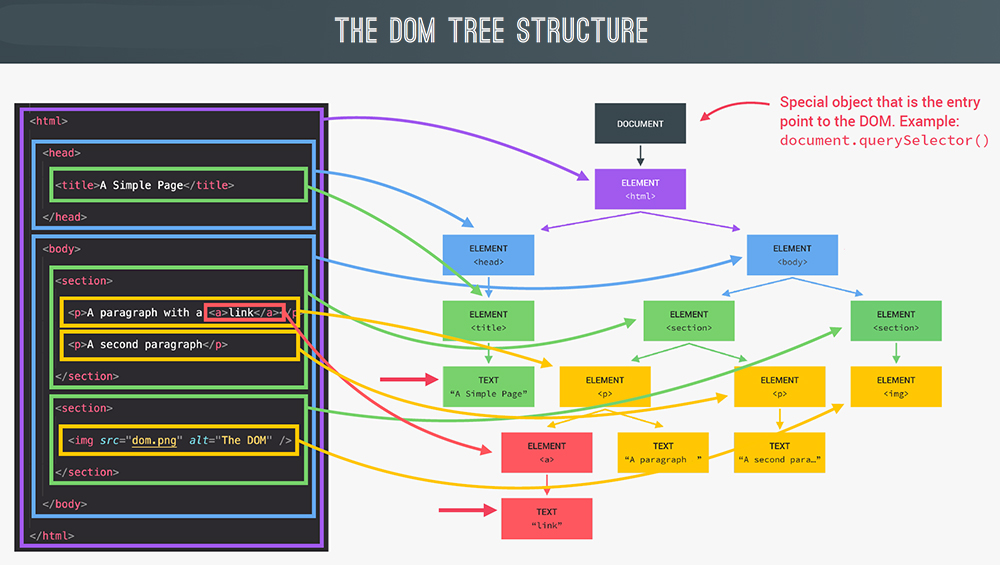 THE DOM TREE STRUCTURE
<html>
<head>
<title>A Simple Page</title>
</head>
<body>
<section>
<p>A paragraph with a <a>link</a></p
<p>A second paragraph</p>
</section>
<section>
<img src="dom.png" alt="The DOM" />
</section>
</body>
</html>
DOCUMENT
Special object that is the entry
point to the DOM. Example:
document.querySelector()
ELEMENT
<html>
ELEMENT
<head>
ELEMENT
<body>
ELEMENT
<title>
ELEMENT
<section>
ELEMENT
<section>
TEXT
“A Simple Page”
ELEMENT
<p>
ELEMENT
<p>
ELEMENT
<img>
ELEMENT
<a>
TEXT
“A paragraph ”
TEXT
“A second para…”
TEXT
“link”